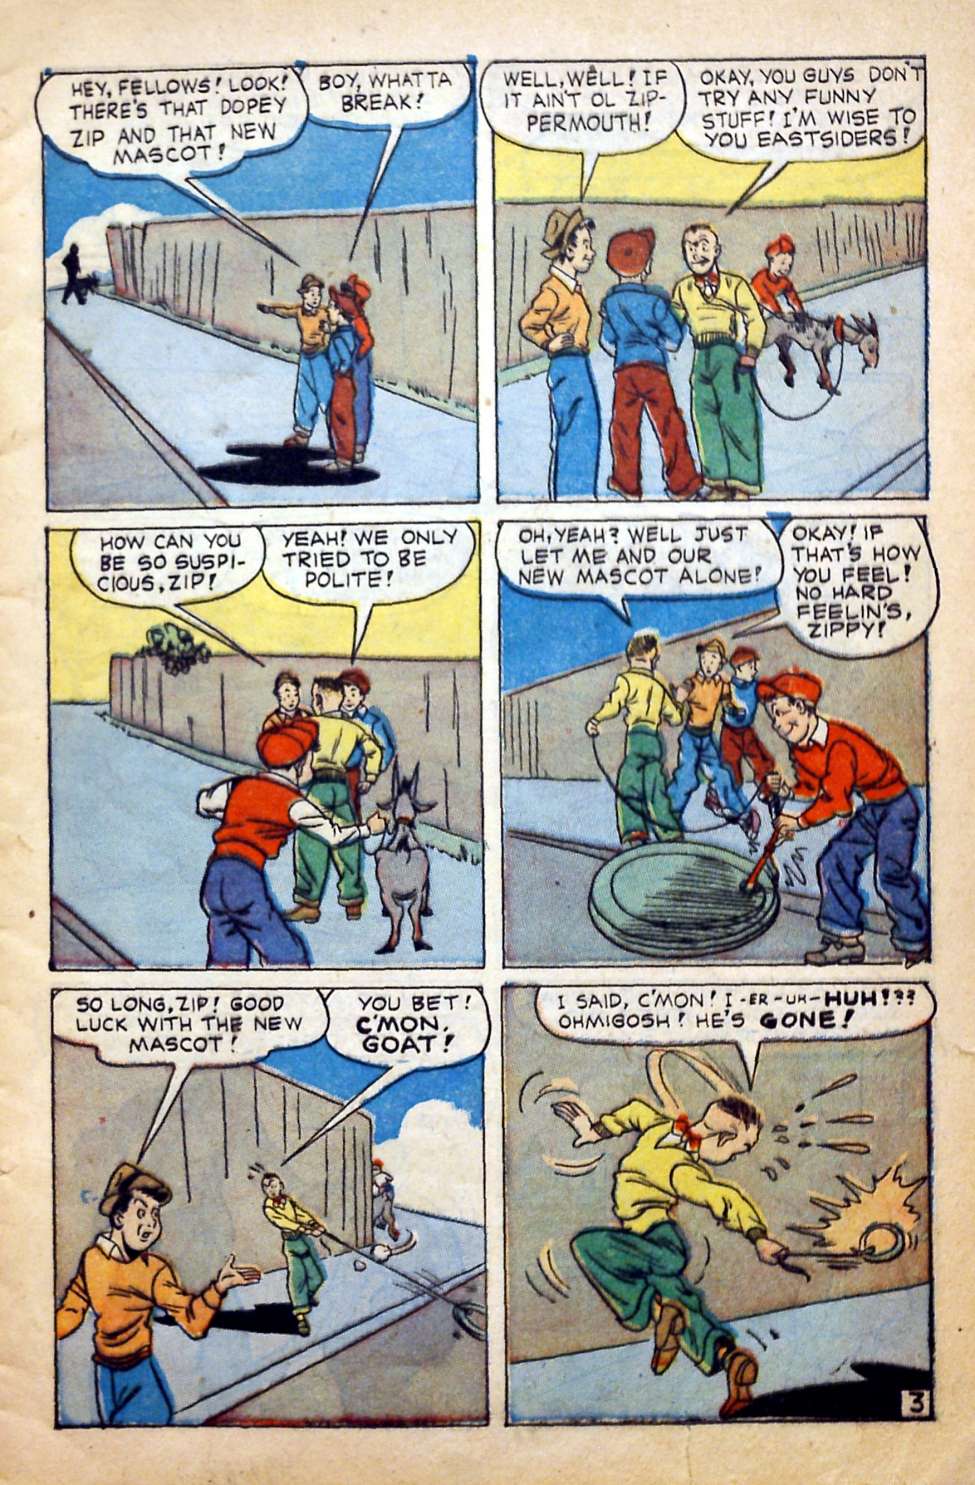 HEY, FELLOWS! LOOK!
THERE'S THAT DOPEY
ZIP AND THAT NEW
MASCOT!
BOY, WHATTA
BREAK!
WELL, WELL! IF
IT AIN'T OL' ZIP-
PERMOUTH!
OKAY, YOU GUYS DON'T
TRY ANY FUNNY
STUFF! I'M WISE TO
YOU EASTSIDERS!
HOW CAN YOU
BE SO SUSPI-
CIOUS, ZIP!
YEAH! WE ONLY
TRIED TO BE
POLITE!
OH, YEAH? WELL JUST
LET ME AND OUR
NEW MASCOT ALONE!
OKAY! IF
THAT'S HOW
YOU FEEL!
NO HARD
FEELIN'S,
ZIPPY!
SO LONG, ZIP! GOOD
LUCK WITH THE NEW
MASCOT!
YOU BET!
C'MON,
GOAT!
I SAID, C'MON! I-ER-UH-HUH!??
OHMIGOSH! HE'S GONE!
3